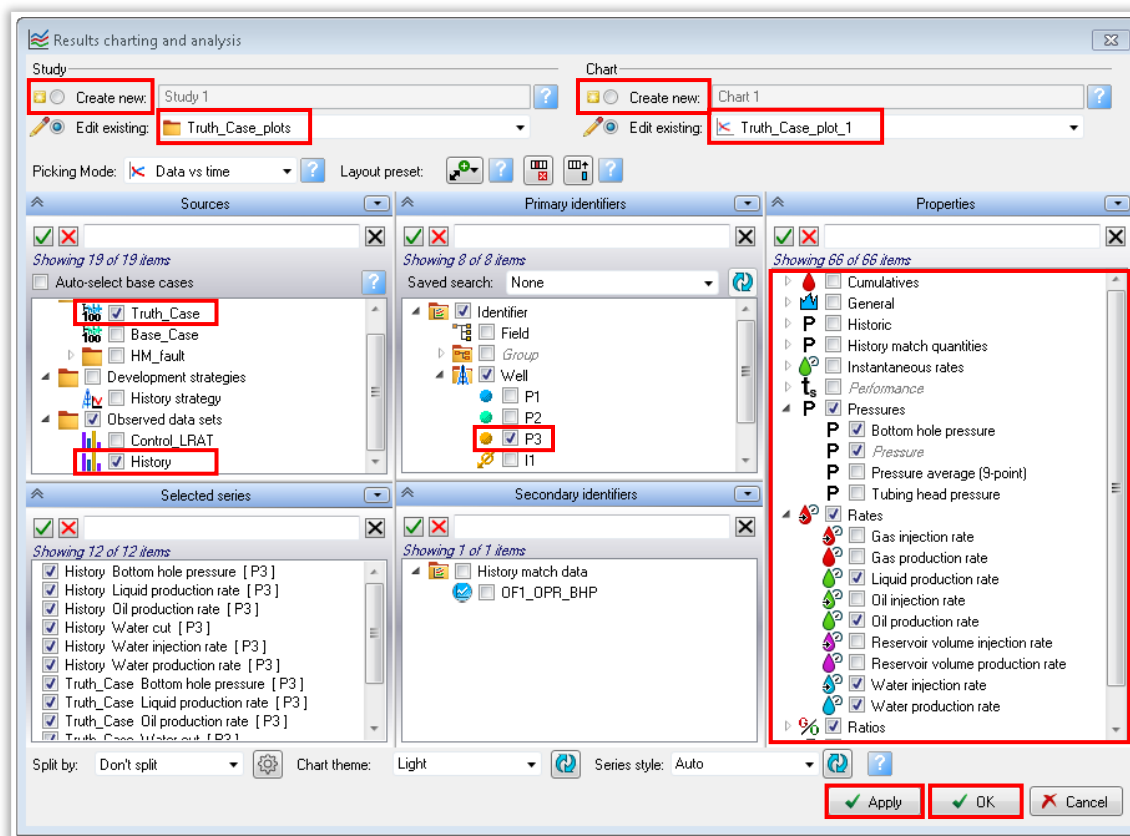 Results charting and analysis
Study
Chart
Create new: Study 1
Create new: Chart 1
Edit existing: Truth_Case_plots
Edit existing: Truth_Case_plot_1
Picking Mode: Data vs time
Layout preset:
Sources
Showing 19 of 19 items
Auto-select base cases
Truth_Case
Base_Case
HM_fault
Development strategies
History strategy
Observed data sets
Control_LRAT
History
Primary identifiers
Showing 8 of 8 items
Saved search: None
Identifier
Field
Group
Well
P1
P2
P3
I1
Properties
Showing 66 of 66 items
Cumulatives
General
Historic
History match quantities
Instantaneous rates
Performance
Pressures
Bottom hole pressure
Pressure
Pressure average (9-point)
Tubing head pressure
Rates
Gas injection rate
Gas production rate
Liquid production rate
Oil injection rate
Oil production rate
Reservoir volume injection rate
Reservoir volume production rate
Water injection rate
Water production rate
Ratios
Selected series
Showing 12 of 12 items
History Bottom hole pressure [ P3 ]
History Liquid production rate [ P3 ]
History Oil production rate [ P3 ]
History Water cut [ P3 ]
History Water injection rate [ P3 ]
History Water production rate [ P3 ]
Truth_Case Bottom hole pressure [ P3 ]
Truth_Case Liquid production rate [ P3 ]
Truth_Case Oil production rate [ P3 ]
Truth_Case Water cut [ P3 ]
Secondary identifiers
Showing 1 of 1 items
History match data
OF1_OPR_BHP
Split by: Don't split
Chart theme: Light
Series style: Auto
Apply
OK
Cancel